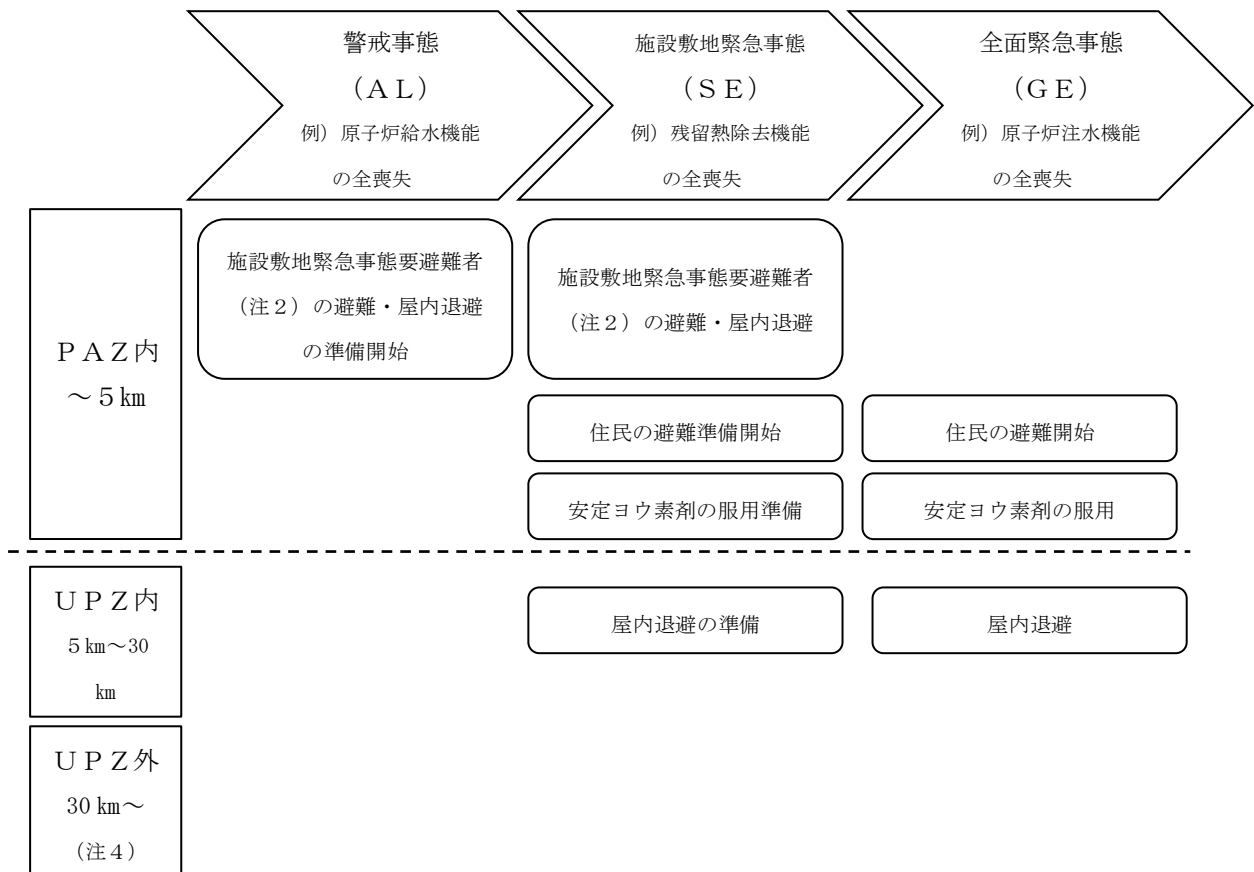 警戒事態
（ＡＬ）
例）原子炉給水機能
の全喪失
施設敷地緊急事態
（ＳＥ）
例）残留熱除去機能
の全喪失
全面緊急事態
（ＧＥ）
例）原子炉注水機能
の全喪失
ＰＡＺ内
～５㎞
施設敷地緊急事態要避難者
（注２）の避難・屋内退避
の準備開始
施設敷地緊急事態要避難者
（注２）の避難・屋内退避
住民の避難準備開始
住民の避難開始
安定ヨウ素剤の服用準備
安定ヨウ素剤の服用
ＵＰＺ内
５㎞～30
㎞
屋内退避の準備
屋内退避
ＵＰＺ外
30㎞～
（注４）